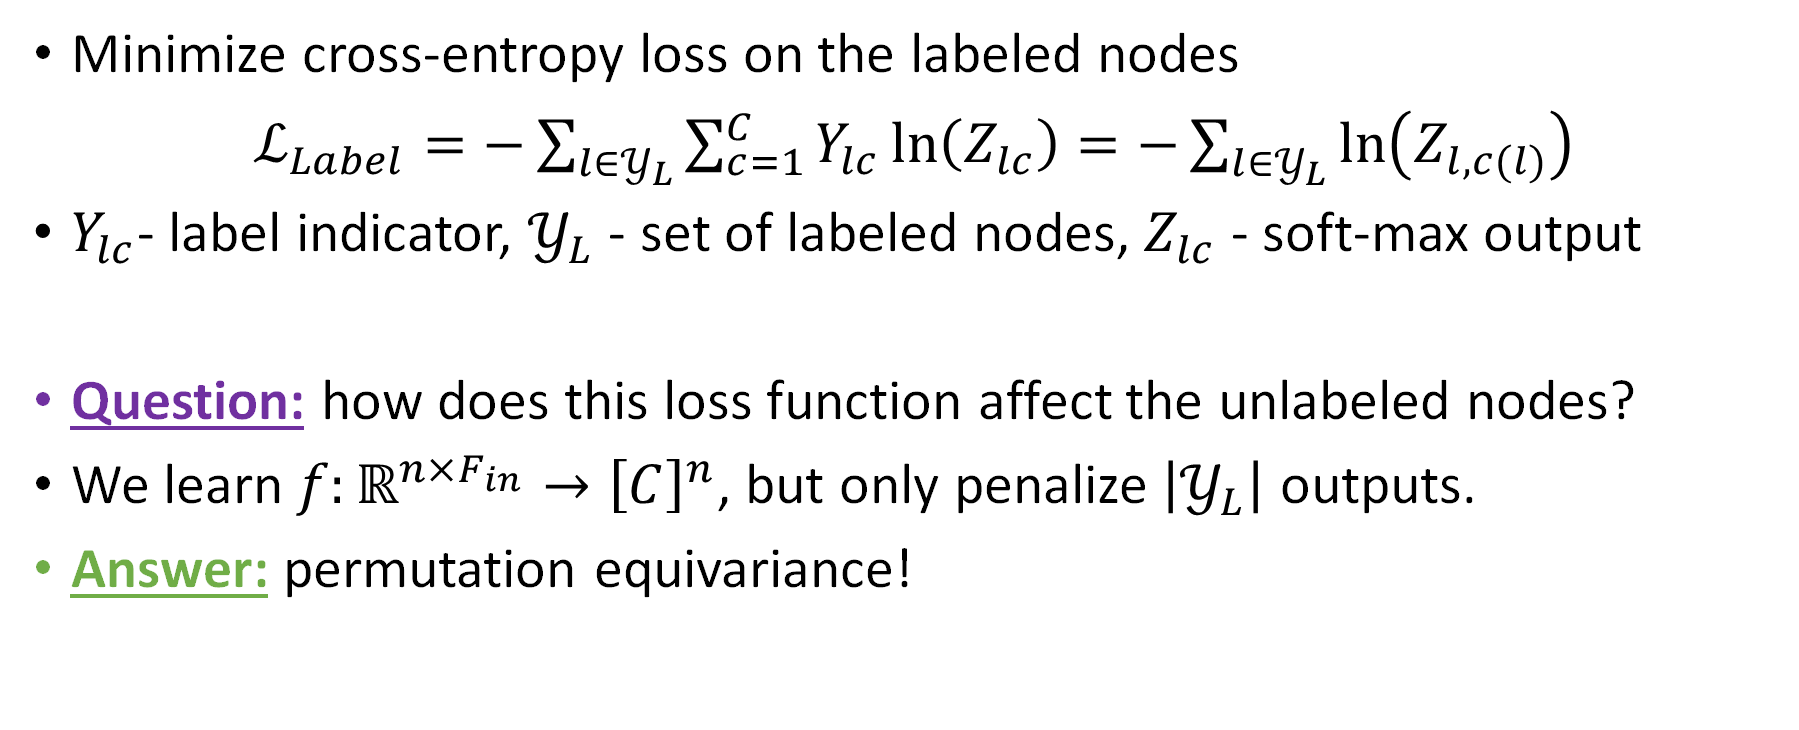 • Minimize cross-entropy loss on the labeled nodes
ℒ_{Label} = − ∑_{l∈𝒴_L} ∑_{c=1}^{C} Y_{lc} ln(Z_{lc}) = − ∑_{l∈𝒴_L} ln(Z_{l,c(l)})
• Y_{lc}- label indicator, 𝒴_L - set of labeled nodes, Z_{lc} - soft-max output
• Question: how does this loss function affect the unlabeled nodes?
• We learn f: ℝ^{n×F_{in}} → [C]^n, but only penalize |𝒴_L| outputs.
• Answer: permutation equivariance!